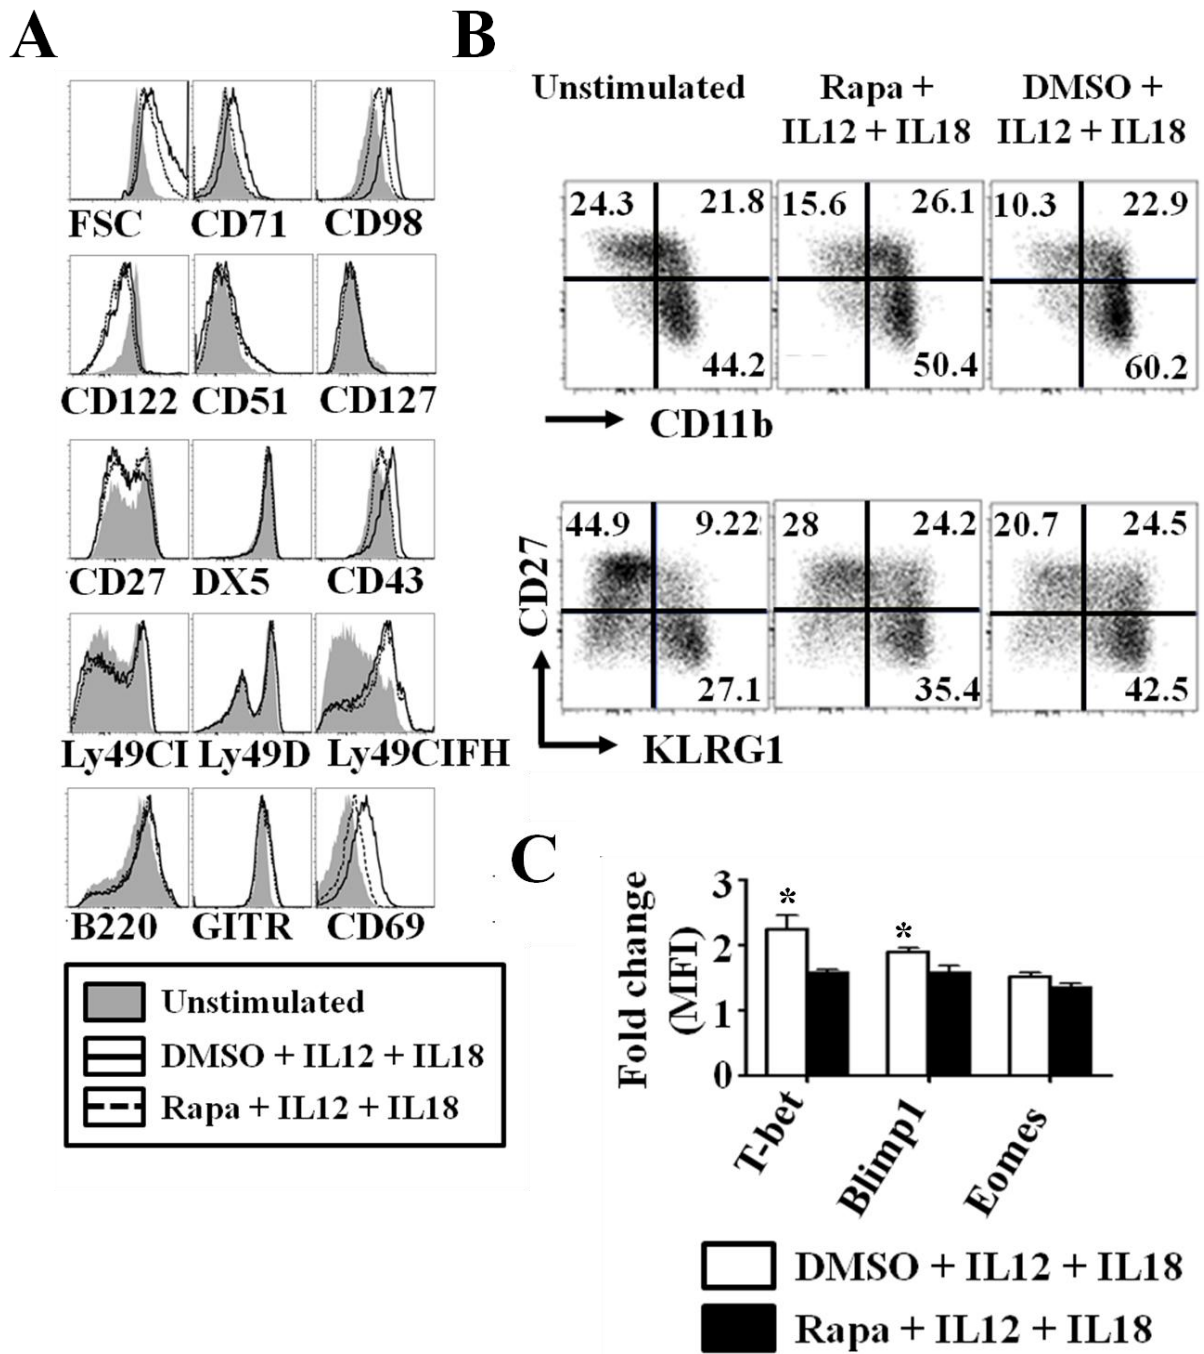 A
FSC CD71 CD98
CD122 CD51 CD127
CD27 DX5 CD43
Ly49CI Ly49D Ly49CIFH
B220 GITR CD69
Unstimulated
DMSO + IL12 + IL18
Rapa + IL12 + IL18
B
Unstimulated
Rapa +
IL12 + IL18
DMSO +
IL12 + IL18
24.3 21.8 15.6 26.1 10.3 22.9
44.2 50.4 60.2
CD11b
44.9 9.22 28 24.2 20.7 24.5
27.1 35.4 42.5
CD27
KLRG1
C
Fold change
(MFI)
3
2
1
0
*
*
T-bet
Blimp1
Eomes
DMSO + IL12 + IL18
Rapa + IL12 + IL18